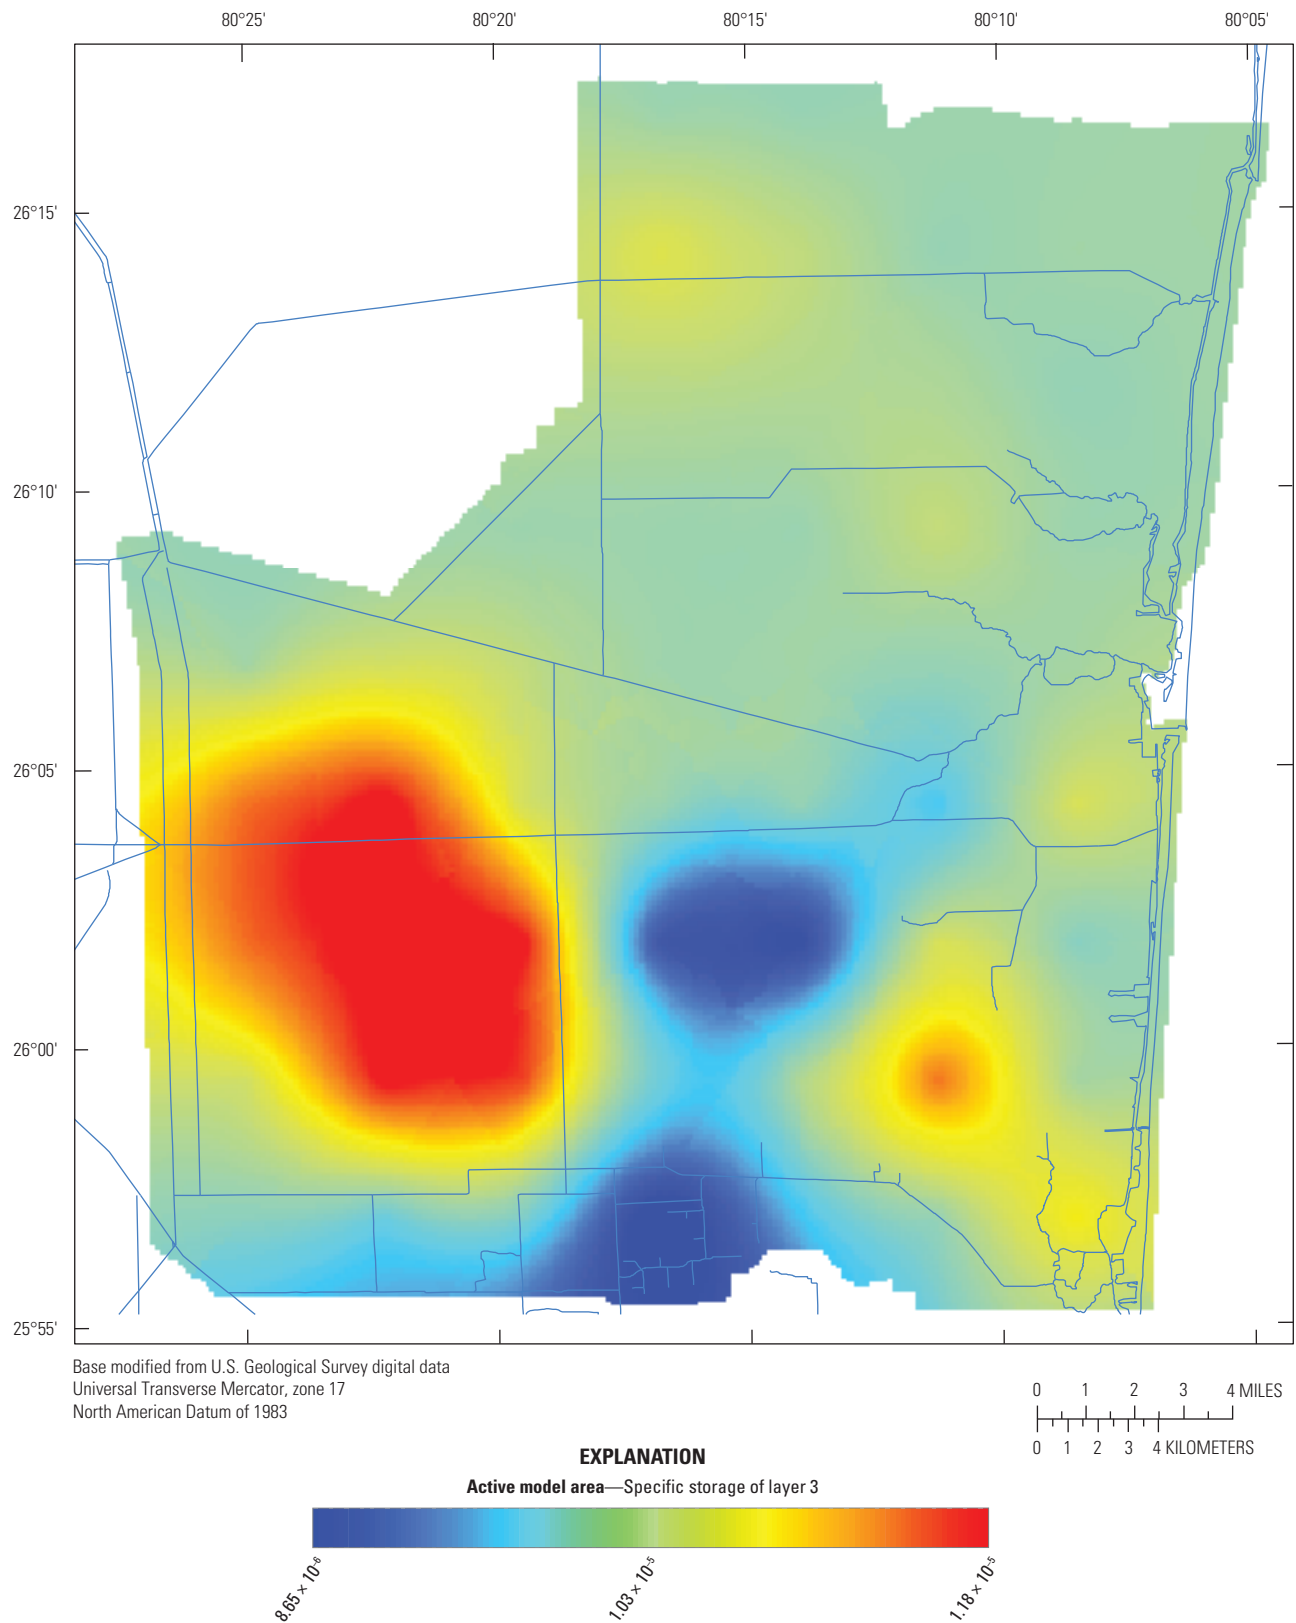 80°25' 80°20' 80°15' 80°10' 80°05'
26°15'
26°10'
26°05'
26°00'
25°55'
Base modified from U.S. Geological Survey digital data
Universal Transverse Mercator, zone 17
North American Datum of 1983
0 1 2 3 4 MILES
0 1 2 3 4 KILOMETERS
EXPLANATION
Active model area—Specific storage of layer 3
8.65 × 10⁻⁶ 1.03 × 10⁻⁵ 1.18 × 10⁻⁵